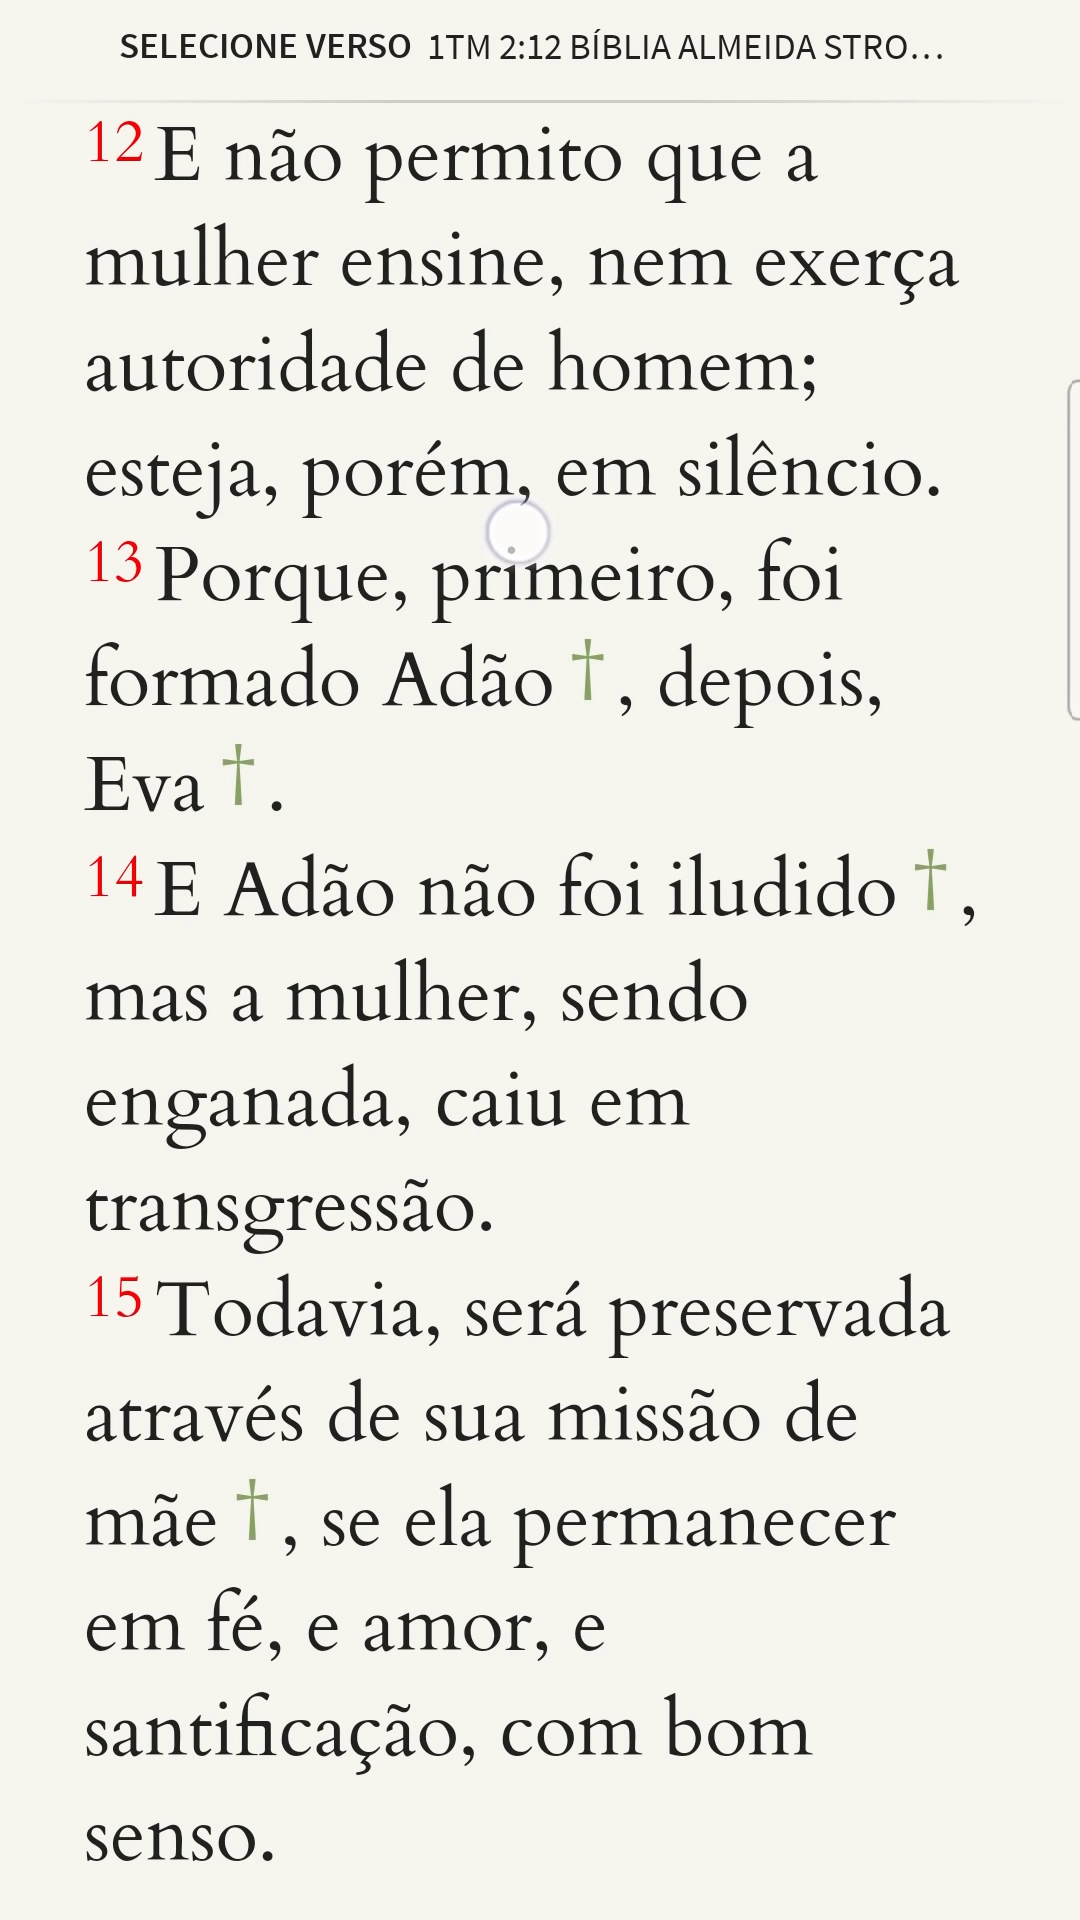 SELECIONE VERSO 1TM 2:12 BÍBLIA ALMEIDA STRO...
12 E não permito que a
mulher ensine, nem exerça
autoridade de homem;
esteja, porém, em silêncio.
13 Porque, primeiro, foi
formado Adão †, depois,
Eva †.
14 E Adão não foi iludido †,
mas a mulher, sendo
enganada, caiu em
transgressão.
15 Todavia, será preservada
através de sua missão de
mãe †, se ela permanecer
em fé, e amor, e
santificação, com bom
senso.